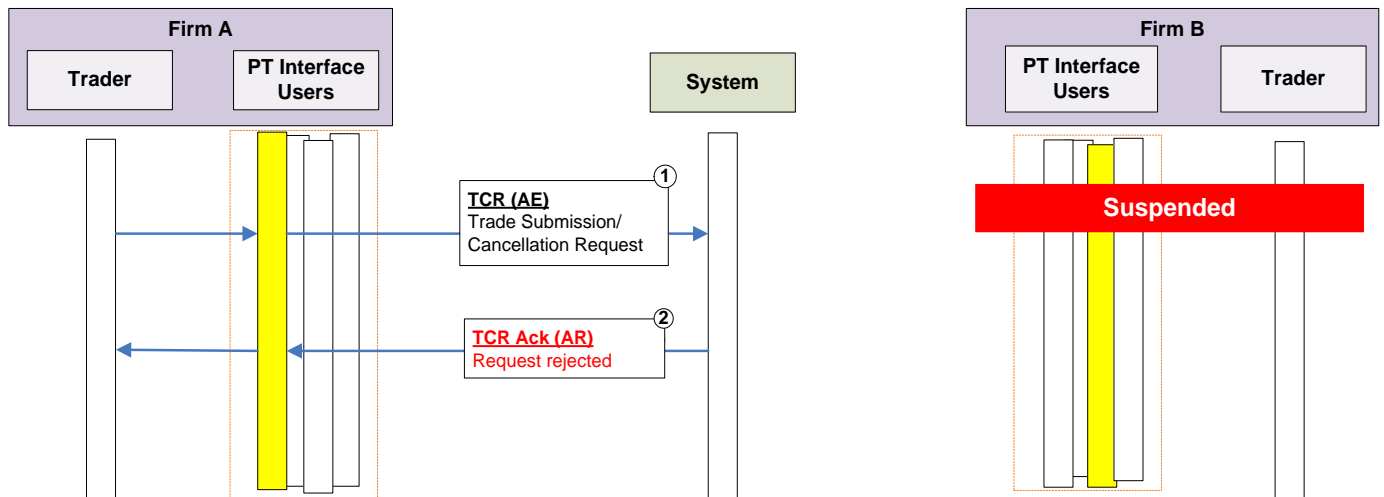 Firm A
Trader
PT Interface
Users
System
Firm B
PT Interface
Users
Trader
1
TCR (AE)
Trade Submission/
Cancellation Request
Suspended
2
TCR Ack (AR)
Request rejected